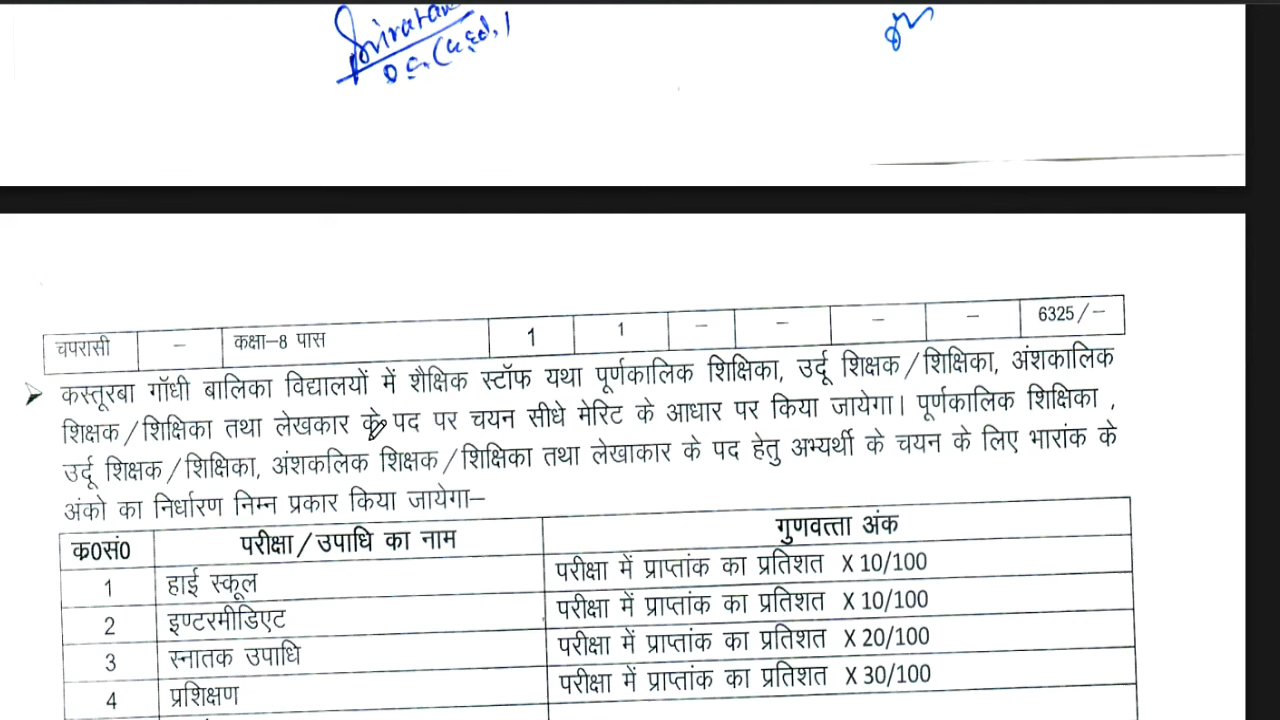 चपरासी – कक्षा–8 पास 1 1 – – – – 6325/–
कस्तूरबा गॉधी बालिका विद्यालयों में शैक्षिक स्टॉफ यथा पूर्णकालिक शिक्षिका, उर्दू शिक्षक/शिक्षिका, अंशकालिक
शिक्षक/शिक्षिका तथा लेखकार के पद पर चयन सीधे मेरिट के आधार पर किया जायेगा। पूर्णकालिक शिक्षिका ,
उर्दू शिक्षक/शिक्षिका, अंशकलिक शिक्षक/शिक्षिका तथा लेखाकार के पद हेतु अभ्यर्थी के चयन के लिए भारांक के
अंको का निर्धारण निम्न प्रकार किया जायेगा–
क0सं0 परीक्षा/उपाधि का नाम गुणवत्ता अंक
1 हाई स्कूल परीक्षा में प्राप्तांक का प्रतिशत X 10/100
2 इण्टरमीडिएट परीक्षा में प्राप्तांक का प्रतिशत X 10/100
3 स्नातक उपाधि परीक्षा में प्राप्तांक का प्रतिशत X 20/100
4 प्रशिक्षण परीक्षा में प्राप्तांक का प्रतिशत X 30/100